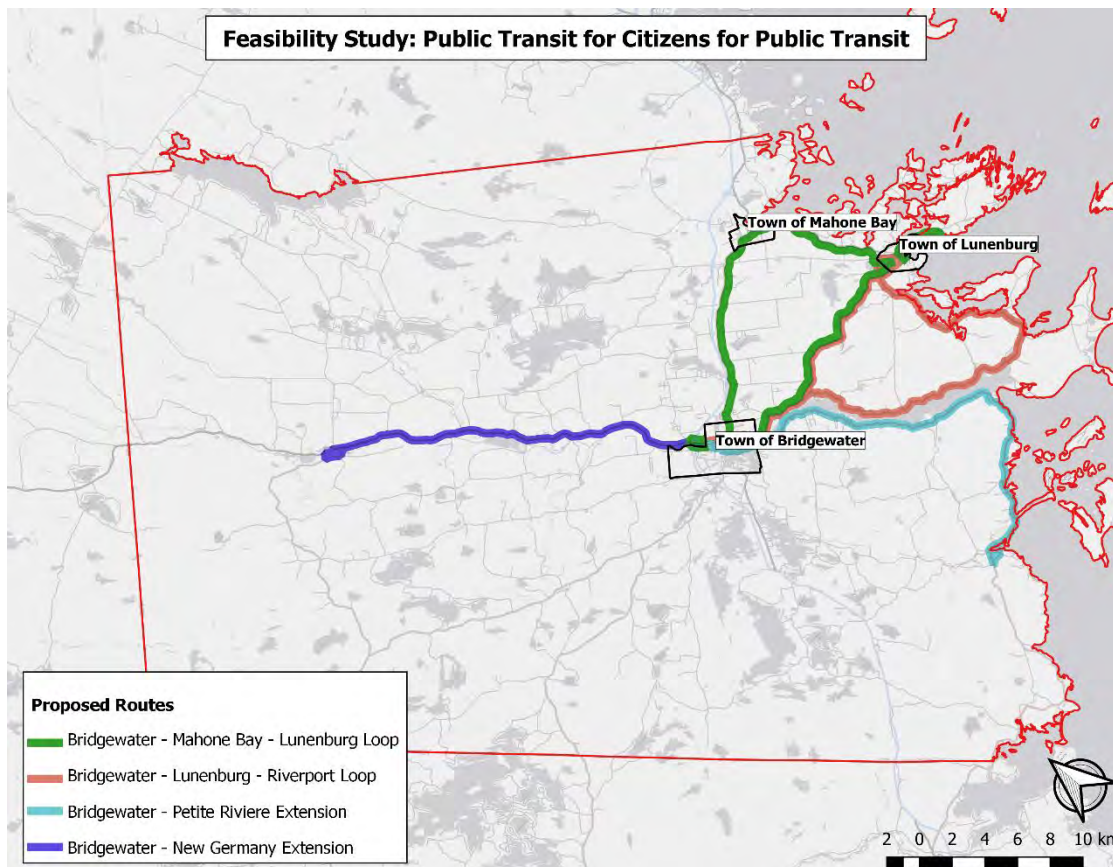 Feasibility Study: Public Transit for Citizens for Public Transit
Town of Mahone Bay
Town of Lunenburg
Town of Bridgewater
Proposed Routes
Bridgewater - Mahone Bay - Lunenburg Loop
Bridgewater - Lunenburg - Riverport Loop
Bridgewater - Petite Riviere Extension
Bridgewater - New Germany Extension
2 0 2 4 6 8 10 km